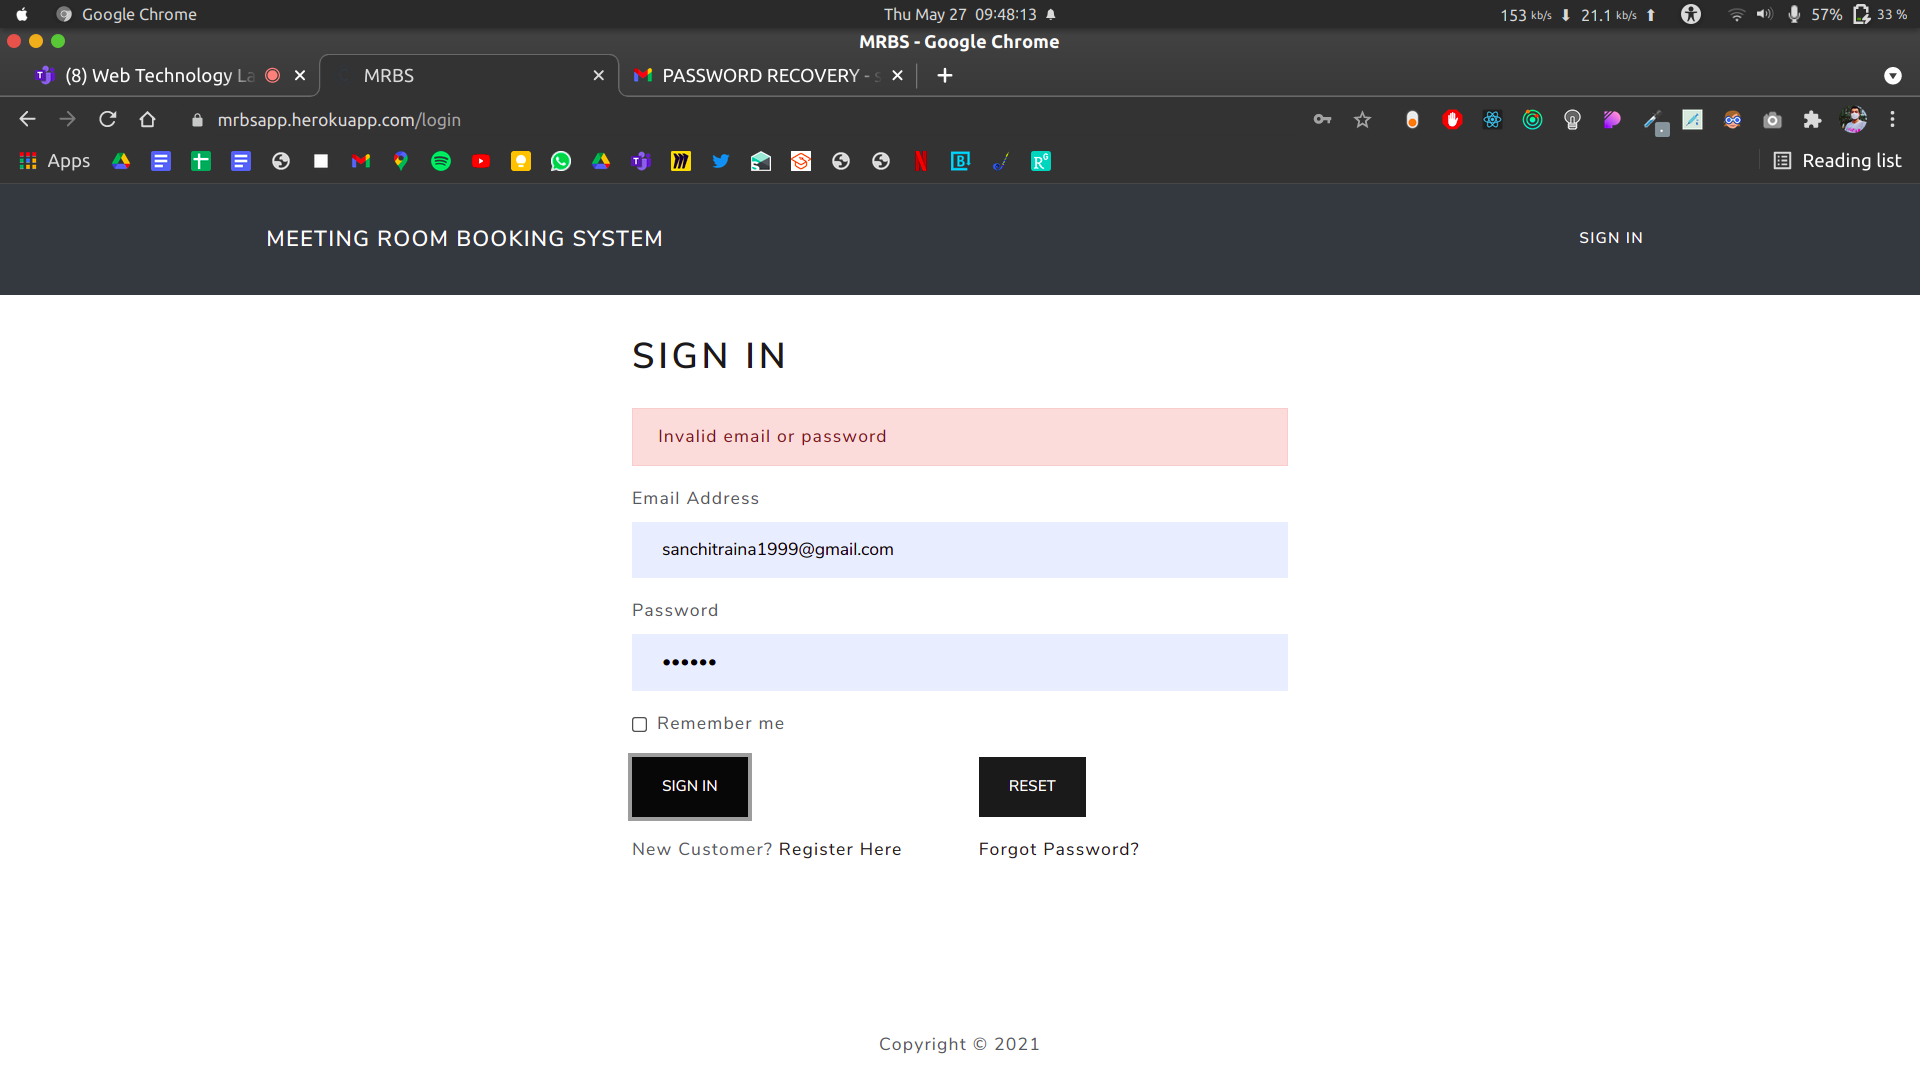 Google Chrome
Thu May 27 09:48:13
153 kb/s 21.1 kb/s 57% 33 %
MRBS - Google Chrome
(8) Web Technology La
MRBS
PASSWORD RECOVERY - s
mrbsapp.herokuapp.com/login
Apps
Reading list
MEETING ROOM BOOKING SYSTEM
SIGN IN
SIGN IN
Invalid email or password
Email Address
sanchitraina1999@gmail.com
Password
••••••
Remember me
SIGN IN
RESET
New Customer? Register Here
Forgot Password?
Copyright © 2021